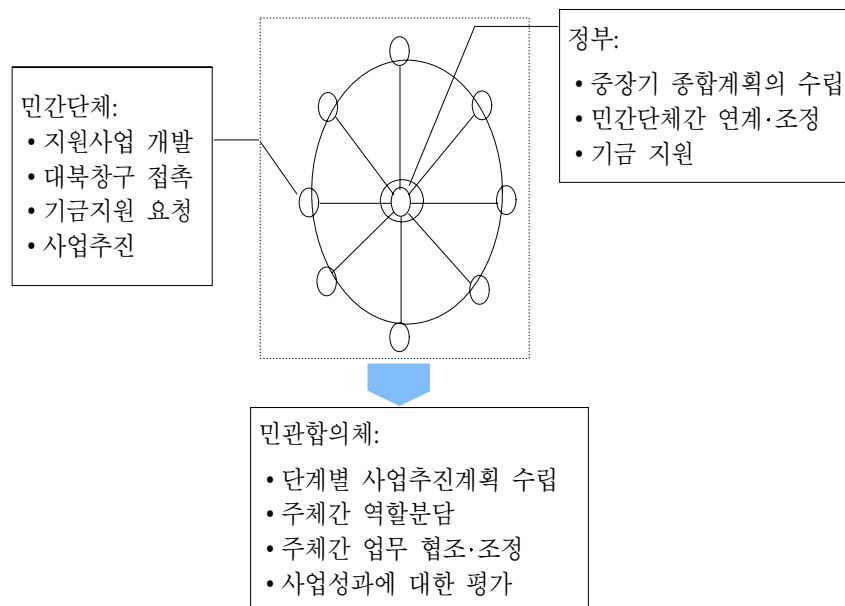 민간단체:
• 지원사업 개발
• 대북창구 접촉
• 기금지원 요청
• 사업추진
정부:
• 중장기 종합계획의 수립
• 민간단체간 연계·조정
• 기금 지원
민관합의체:
• 단계별 사업추진계획 수립
• 주체간 역할분담
• 주체간 업무 협조·조정
• 사업성과에 대한 평가